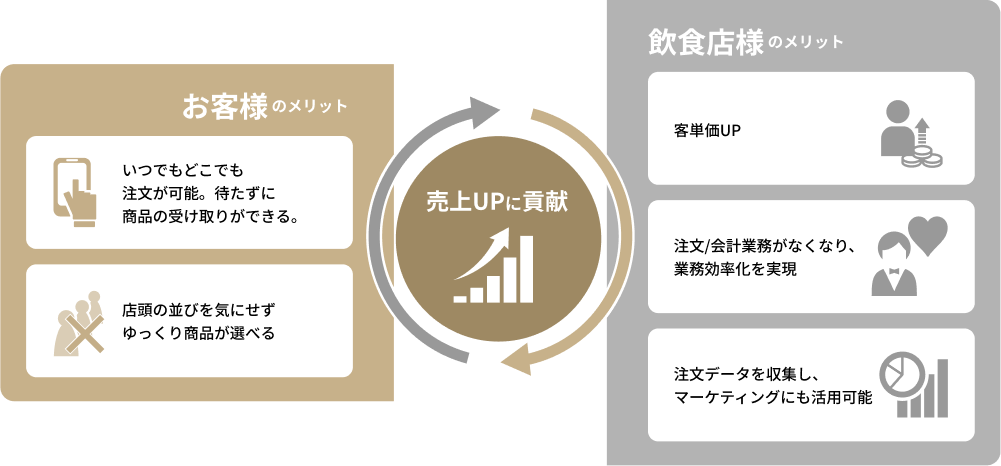 お客様のメリット
いつでもどこでも
注文が可能。待たずに
商品の受け取りができる。
店頭の並びを気にせず
ゆっくり商品が選べる
売上UPに貢献
飲食店様のメリット
客単価UP
注文/会計業務がなくなり、
業務効率化を実現
注文データを収集し、
マーケティングにも活用可能